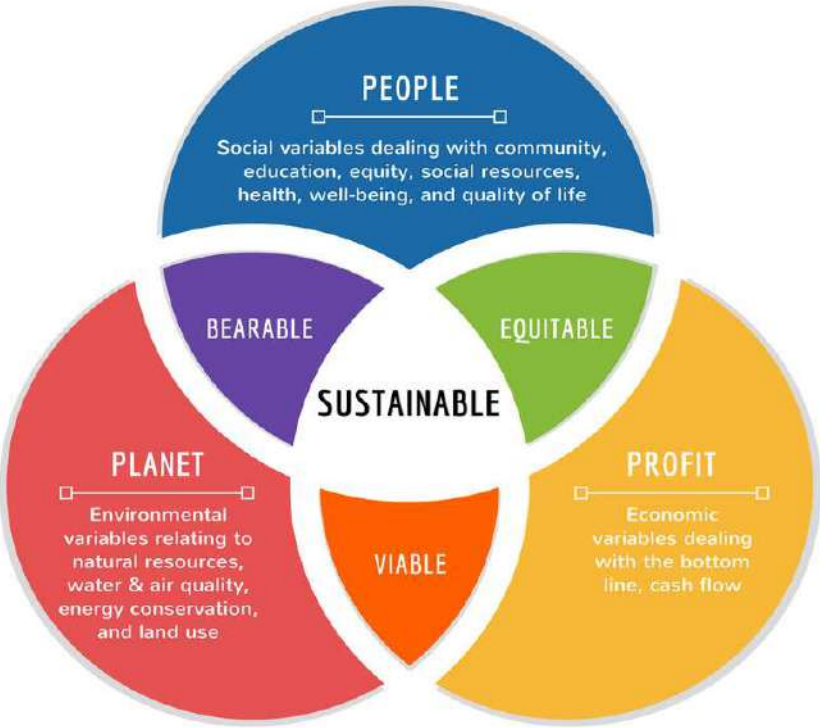 PEOPLE
Social variables dealing with community,
education, equity, social resources,
health, well-being, and quality of life
BEARABLE
EQUITABLE
SUSTAINABLE
PLANET
Environmental
variables relating to
natural resources,
water & air quality,
energy conservation,
and land use
VIABLE
PROFIT
Economic
variables dealing
with the bottom
line, cash flow